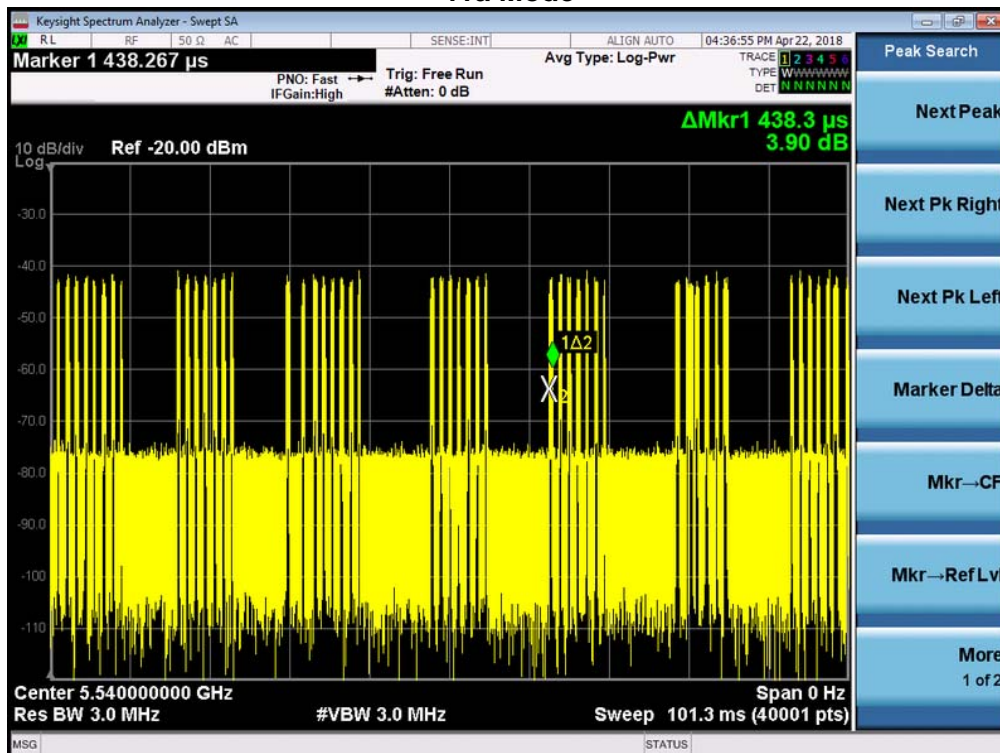 Keysight Spectrum Analyzer - Swept SA
LXI RL RF 50 Ω AC SENSE:INT ALIGN AUTO 04:36:55 PM Apr 22, 2018
Marker 1 438.267 µs
PNO: Fast
IFGain:High
Trig: Free Run
#Atten: 0 dB
Avg Type: Log-Pwr
TRACE 1 2 3 4 5 6
TYPE W
DET N N N N N N
ΔMkr1 438.3 µs
3.90 dB
10 dB/div Ref -20.00 dBm
Log
-30.0
-40.0
-50.0
-60.0
-70.0
-80.0
-90.0
-100
-110
1Δ2
X2
Center 5.540000000 GHz
Span 0 Hz
Res BW 3.0 MHz
#VBW 3.0 MHz
Sweep 101.3 ms (40001 pts)
MSG
STATUS
Peak Search
Next Peak
Next Pk Right
Next Pk Left
Marker Delta
Mkr→CF
Mkr→Ref Lvl
More
1 of 2